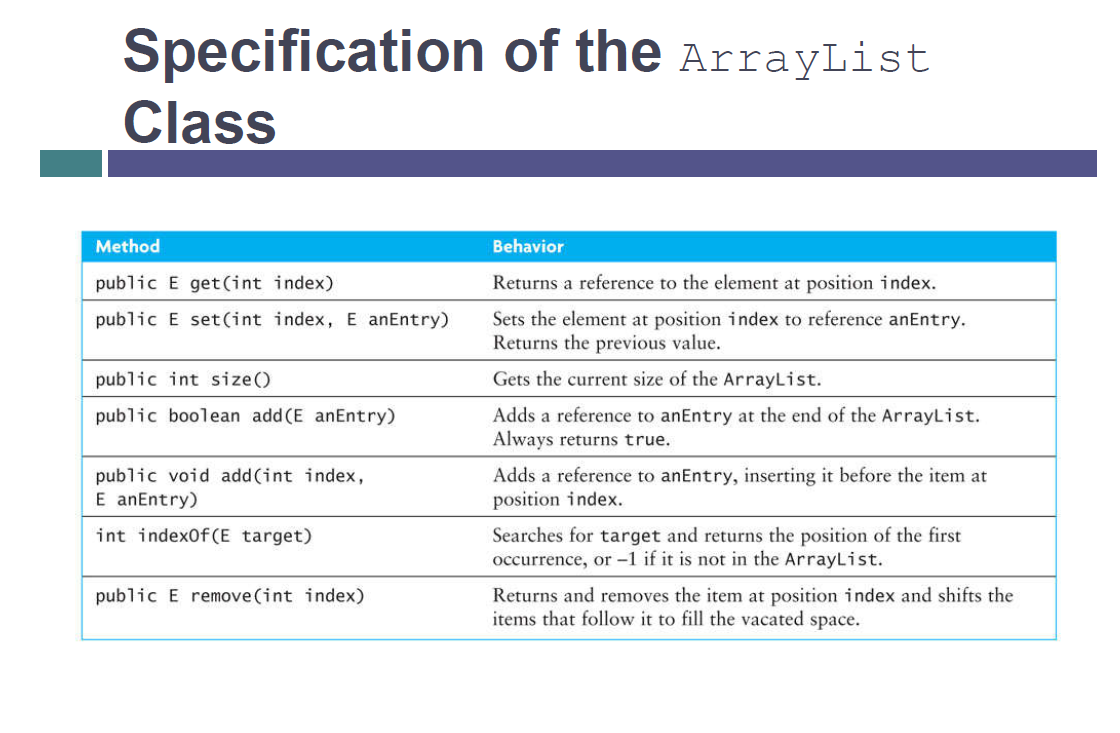 Specification of the ArrayList
Class
Method Behavior
public E get(int index) Returns a reference to the element at position index.
public E set(int index, E anEntry) Sets the element at position index to reference anEntry.
Returns the previous value.
public int size() Gets the current size of the ArrayList.
public boolean add(E anEntry) Adds a reference to anEntry at the end of the ArrayList.
Always returns true.
public void add(int index, Adds a reference to anEntry, inserting it before the item at
E anEntry) position index.
int indexOf(E target) Searches for target and returns the position of the first
occurrence, or –1 if it is not in the ArrayList.
public E remove(int index) Returns and removes the item at position index and shifts the
items that follow it to fill the vacated space.